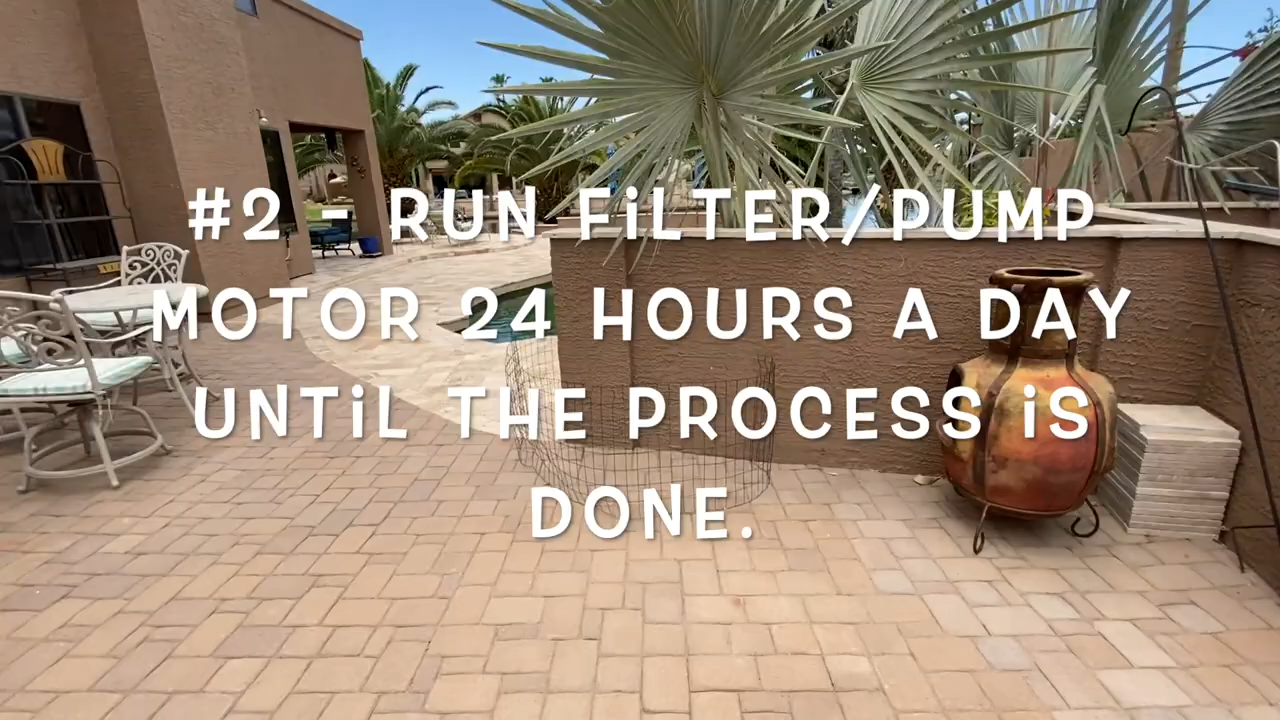 #2 - RUN FiLTER/PUMP
MOTOR 24 HOURS A DAY
UNTiL THE PROCESS iS
DONE.